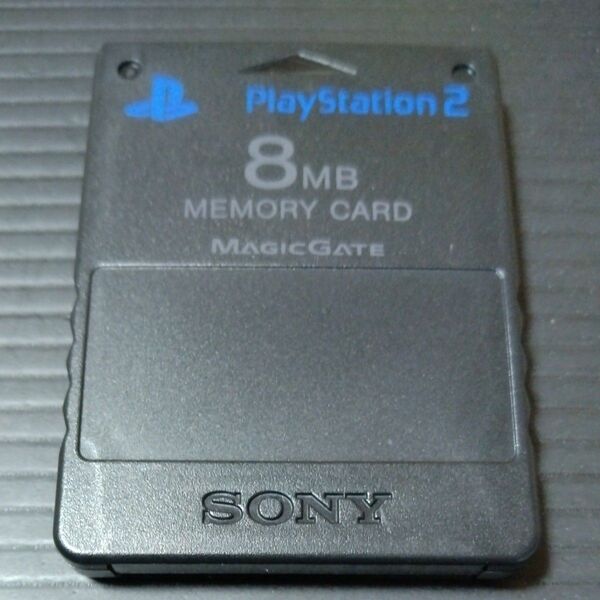 PlayStation 2
8MB
MEMORY CARD
MAGICGATE
SONY